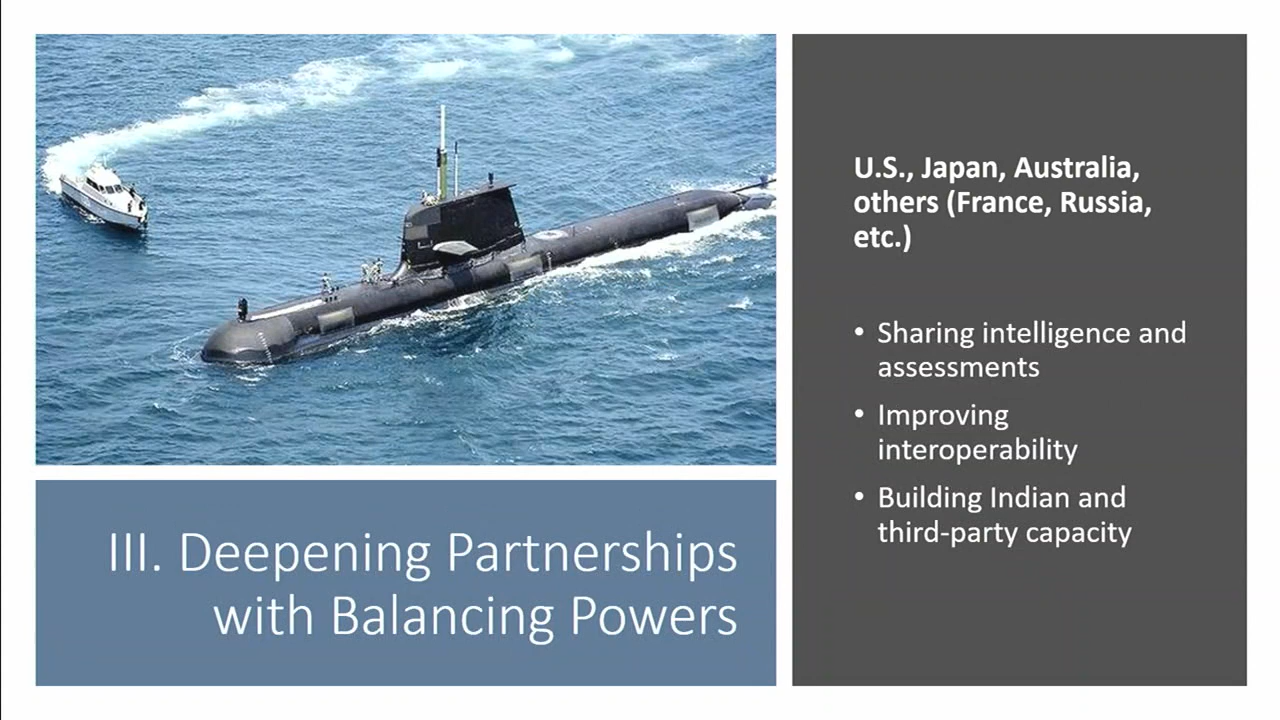 U.S., Japan, Australia,
others (France, Russia,
etc.)
• Sharing intelligence and
assessments
• Improving
interoperability
• Building Indian and
third-party capacity
III. Deepening Partnerships
with Balancing Powers